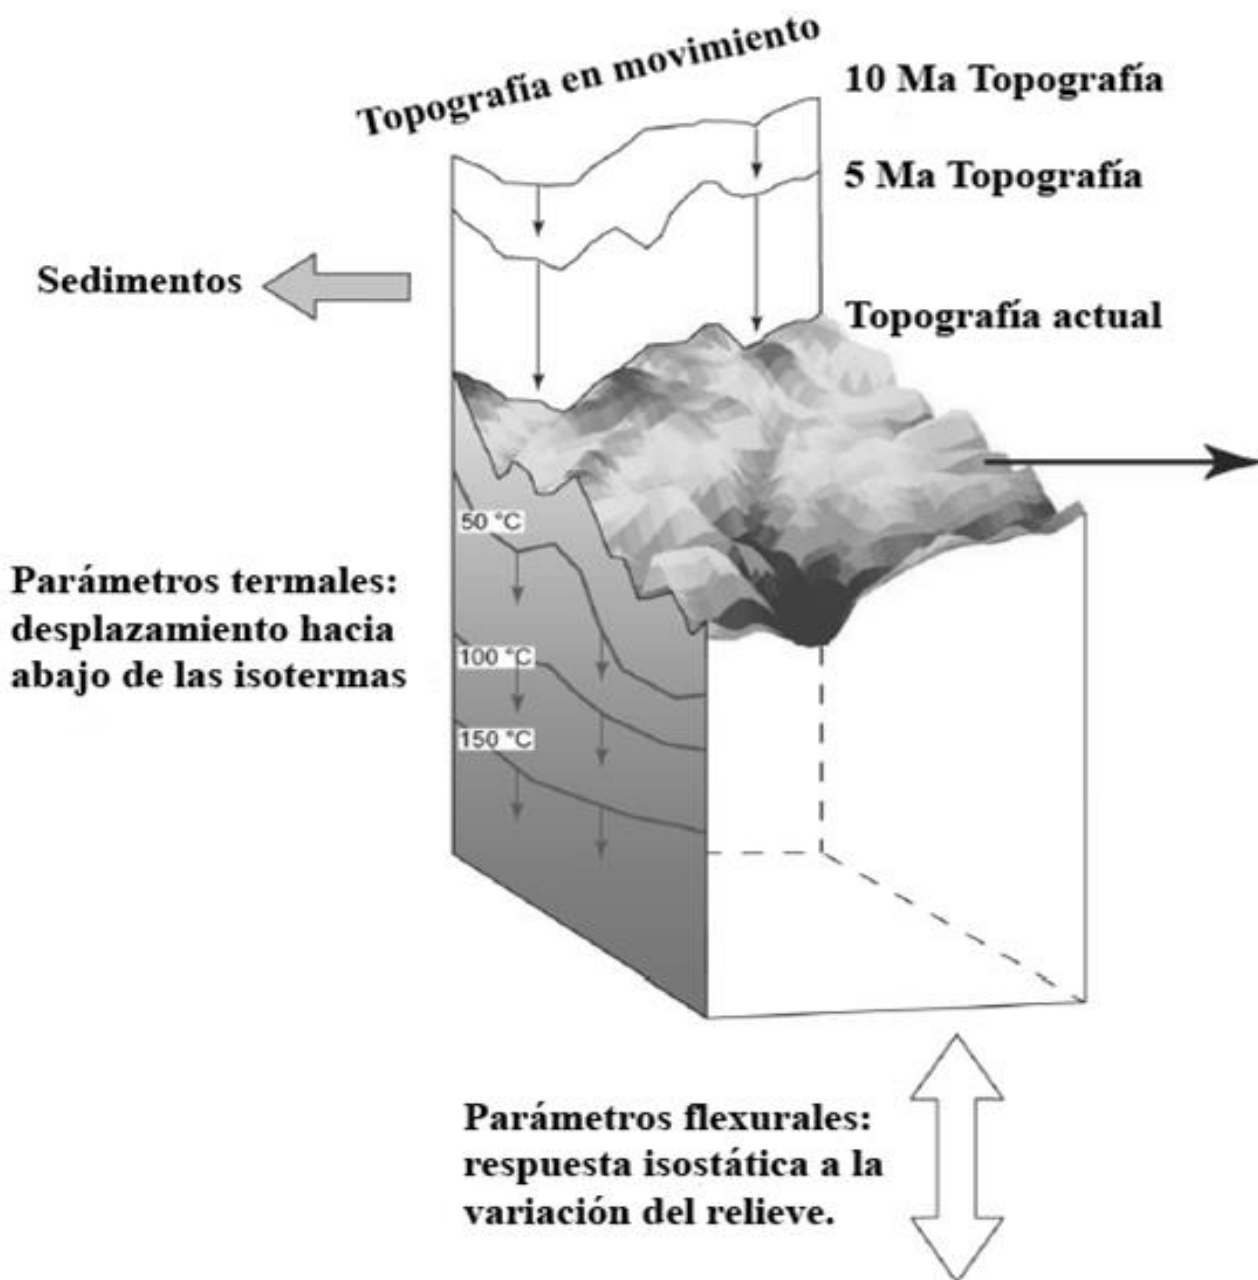 Topografía en movimiento
10 Ma Topografía
5 Ma Topografía
Sedimentos
Topografía actual
50 °C
Parámetros termales:
desplazamiento hacia
abajo de las isotermas
100 °C
150 °C
Parámetros flexurales:
respuesta isostática a la
variación del relieve.